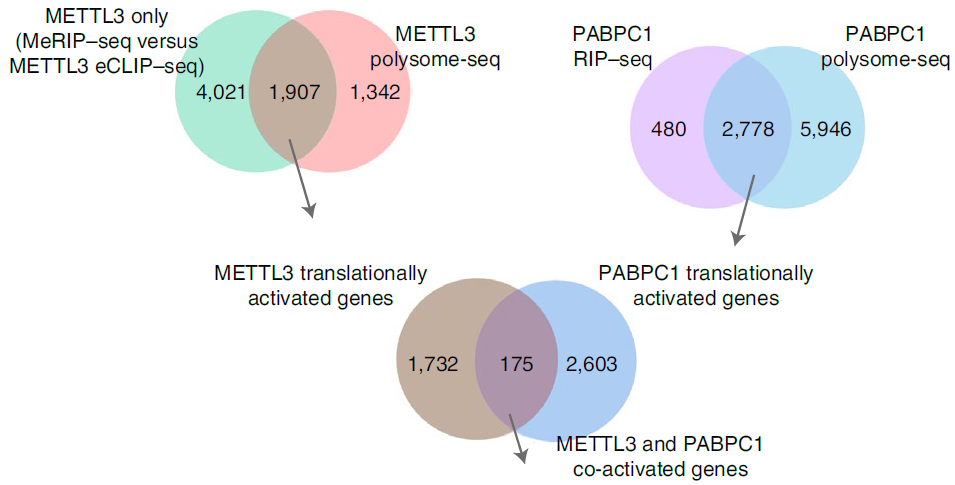 METTL3 only
(MeRIP–seq versus
METTL3 eCLIP–seq)
METTL3
polysome-seq
4,021
1,907
1,342
PABPC1
RIP–seq
PABPC1
polysome-seq
480
2,778
5,946
METTL3 translationally
activated genes
PABPC1 translationally
activated genes
1,732
175
2,603
METTL3 and PABPC1
co-activated genes